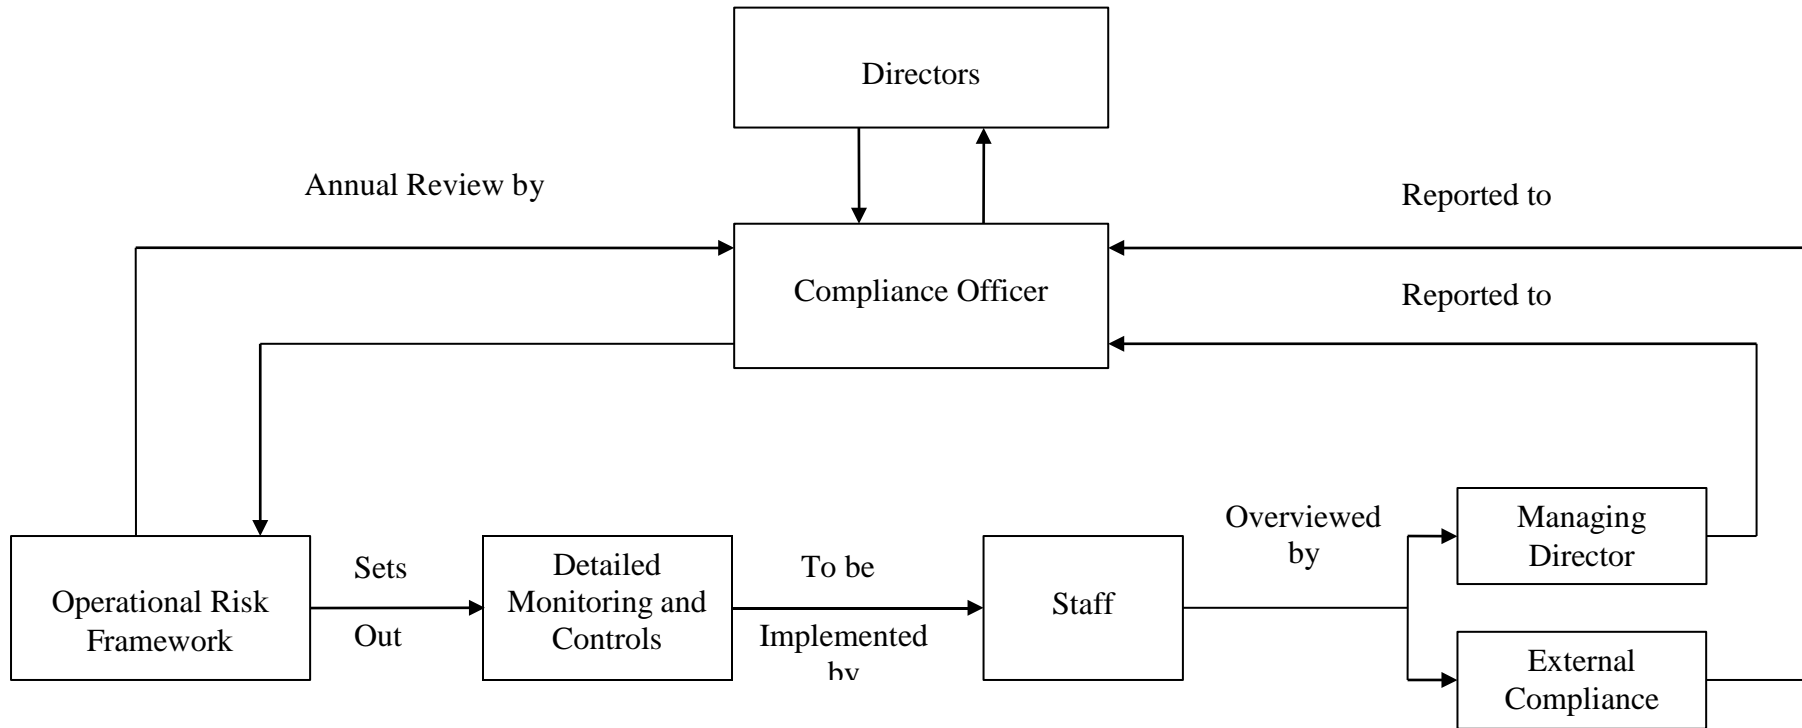 Directors
Annual Review by
Reported to
Compliance Officer
Reported to
Operational Risk
Framework
Sets
Out
Detailed
Monitoring and
Controls
To be
Implemented
by
Staff
Overviewed
by
Managing
Director
External
Compliance